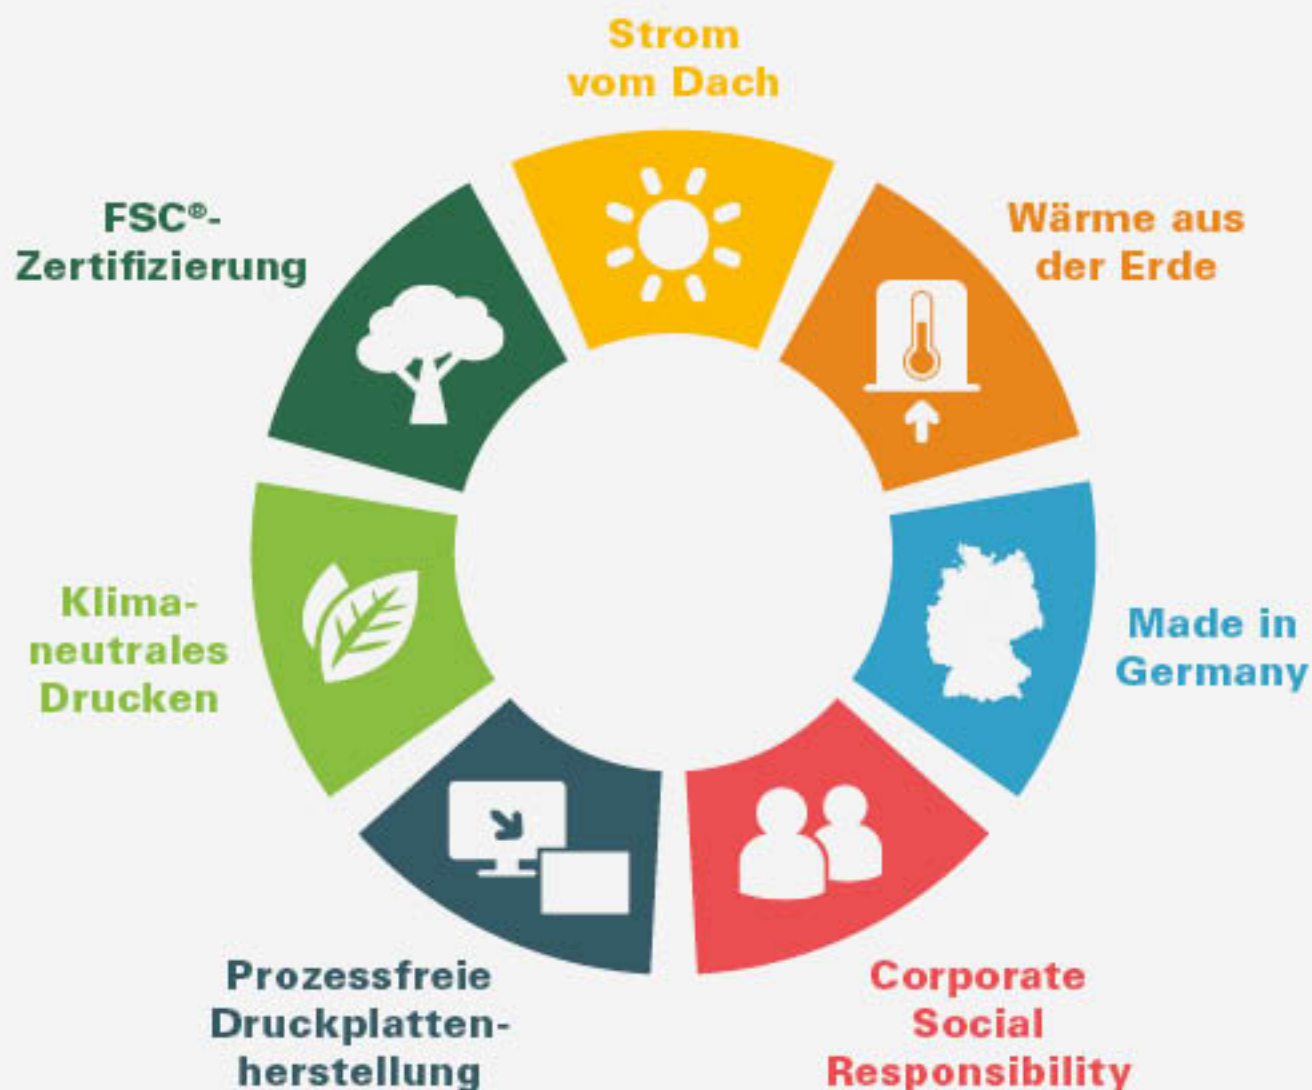 Strom
vom Dach
Wärme aus
der Erde
Made in
Germany
Corporate
Social
Responsibility
Prozessfreie
Druckplatten-
herstellung
Klima-
neutrales
Drucken
FSC®-
Zertifizierung